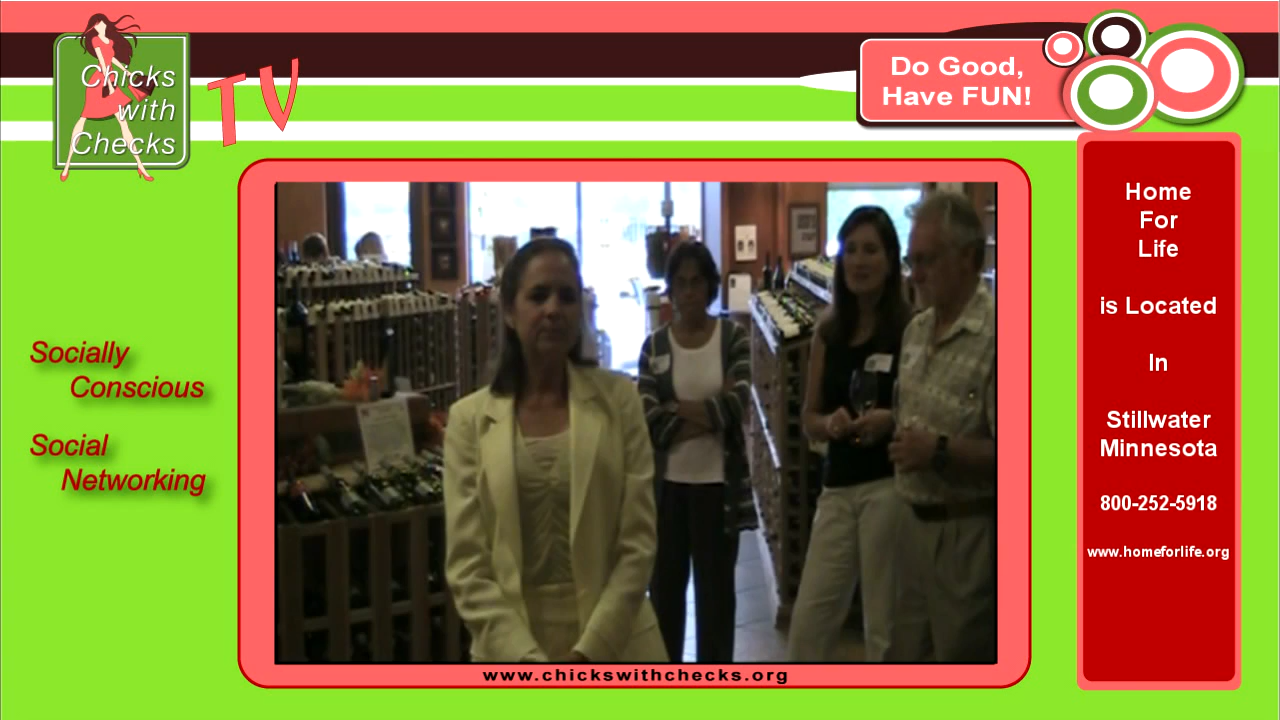 Chicks
with
Checks
TV
Do Good,
Have FUN!
Socially
Conscious
Social
Networking
Home
For
Life
is Located
In
Stillwater
Minnesota
800-252-5918
www.homeforlife.org
www.chickswithchecks.org